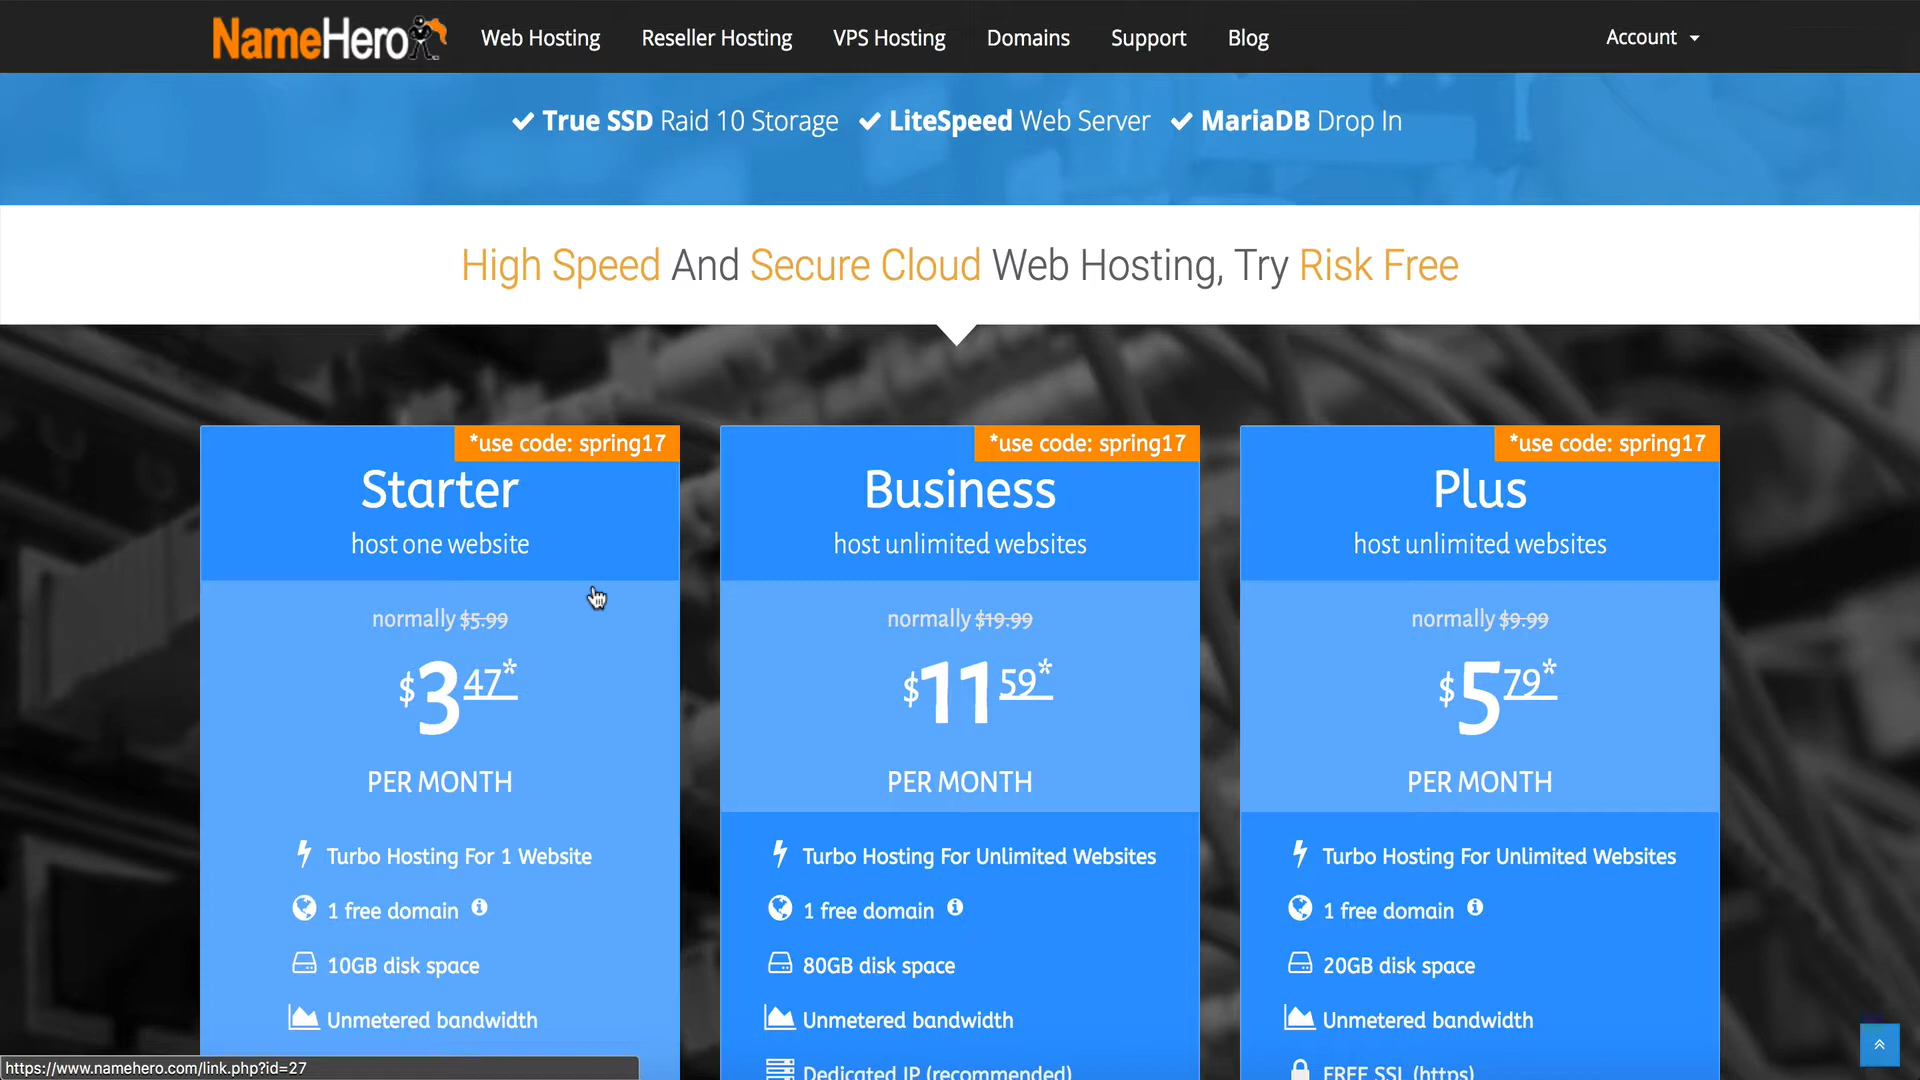 NameHero Web Hosting Reseller Hosting VPS Hosting Domains Support Blog Account
True SSD Raid 10 Storage LiteSpeed Web Server MariaDB Drop In
High Speed And Secure Cloud Web Hosting, Try Risk Free
*use code: spring17
Starter
host one website
normally $5.99
$3 47*
PER MONTH
Turbo Hosting For 1 Website
1 free domain
10GB disk space
Unmetered bandwidth
*use code: spring17
Business
host unlimited websites
normally $19.99
$11 59*
PER MONTH
Turbo Hosting For Unlimited Websites
1 free domain
80GB disk space
Unmetered bandwidth
Dedicated IP (recommended)
*use code: spring17
Plus
host unlimited websites
normally $9.99
$5 79*
PER MONTH
Turbo Hosting For Unlimited Websites
1 free domain
20GB disk space
Unmetered bandwidth
FREE SSL (https)
https://www.namehero.com/link.php?id=27